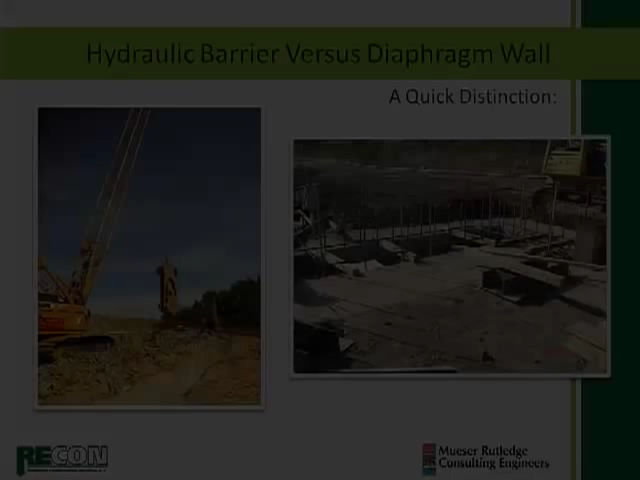 Hydraulic Barrier Versus Diaphragm Wall
A Quick Distinction:
RECON
Mueser Rutledge
Consulting Engineers